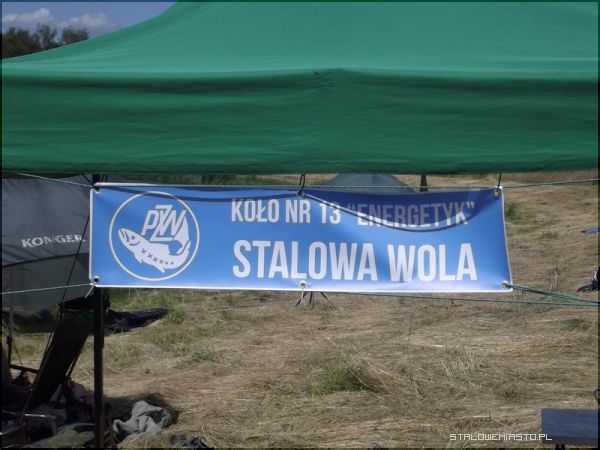 KONGER
PZW
KOŁO NR 13 "ENERGETYK"
STALOWA WOLA
STALOWEMIASTO.PL